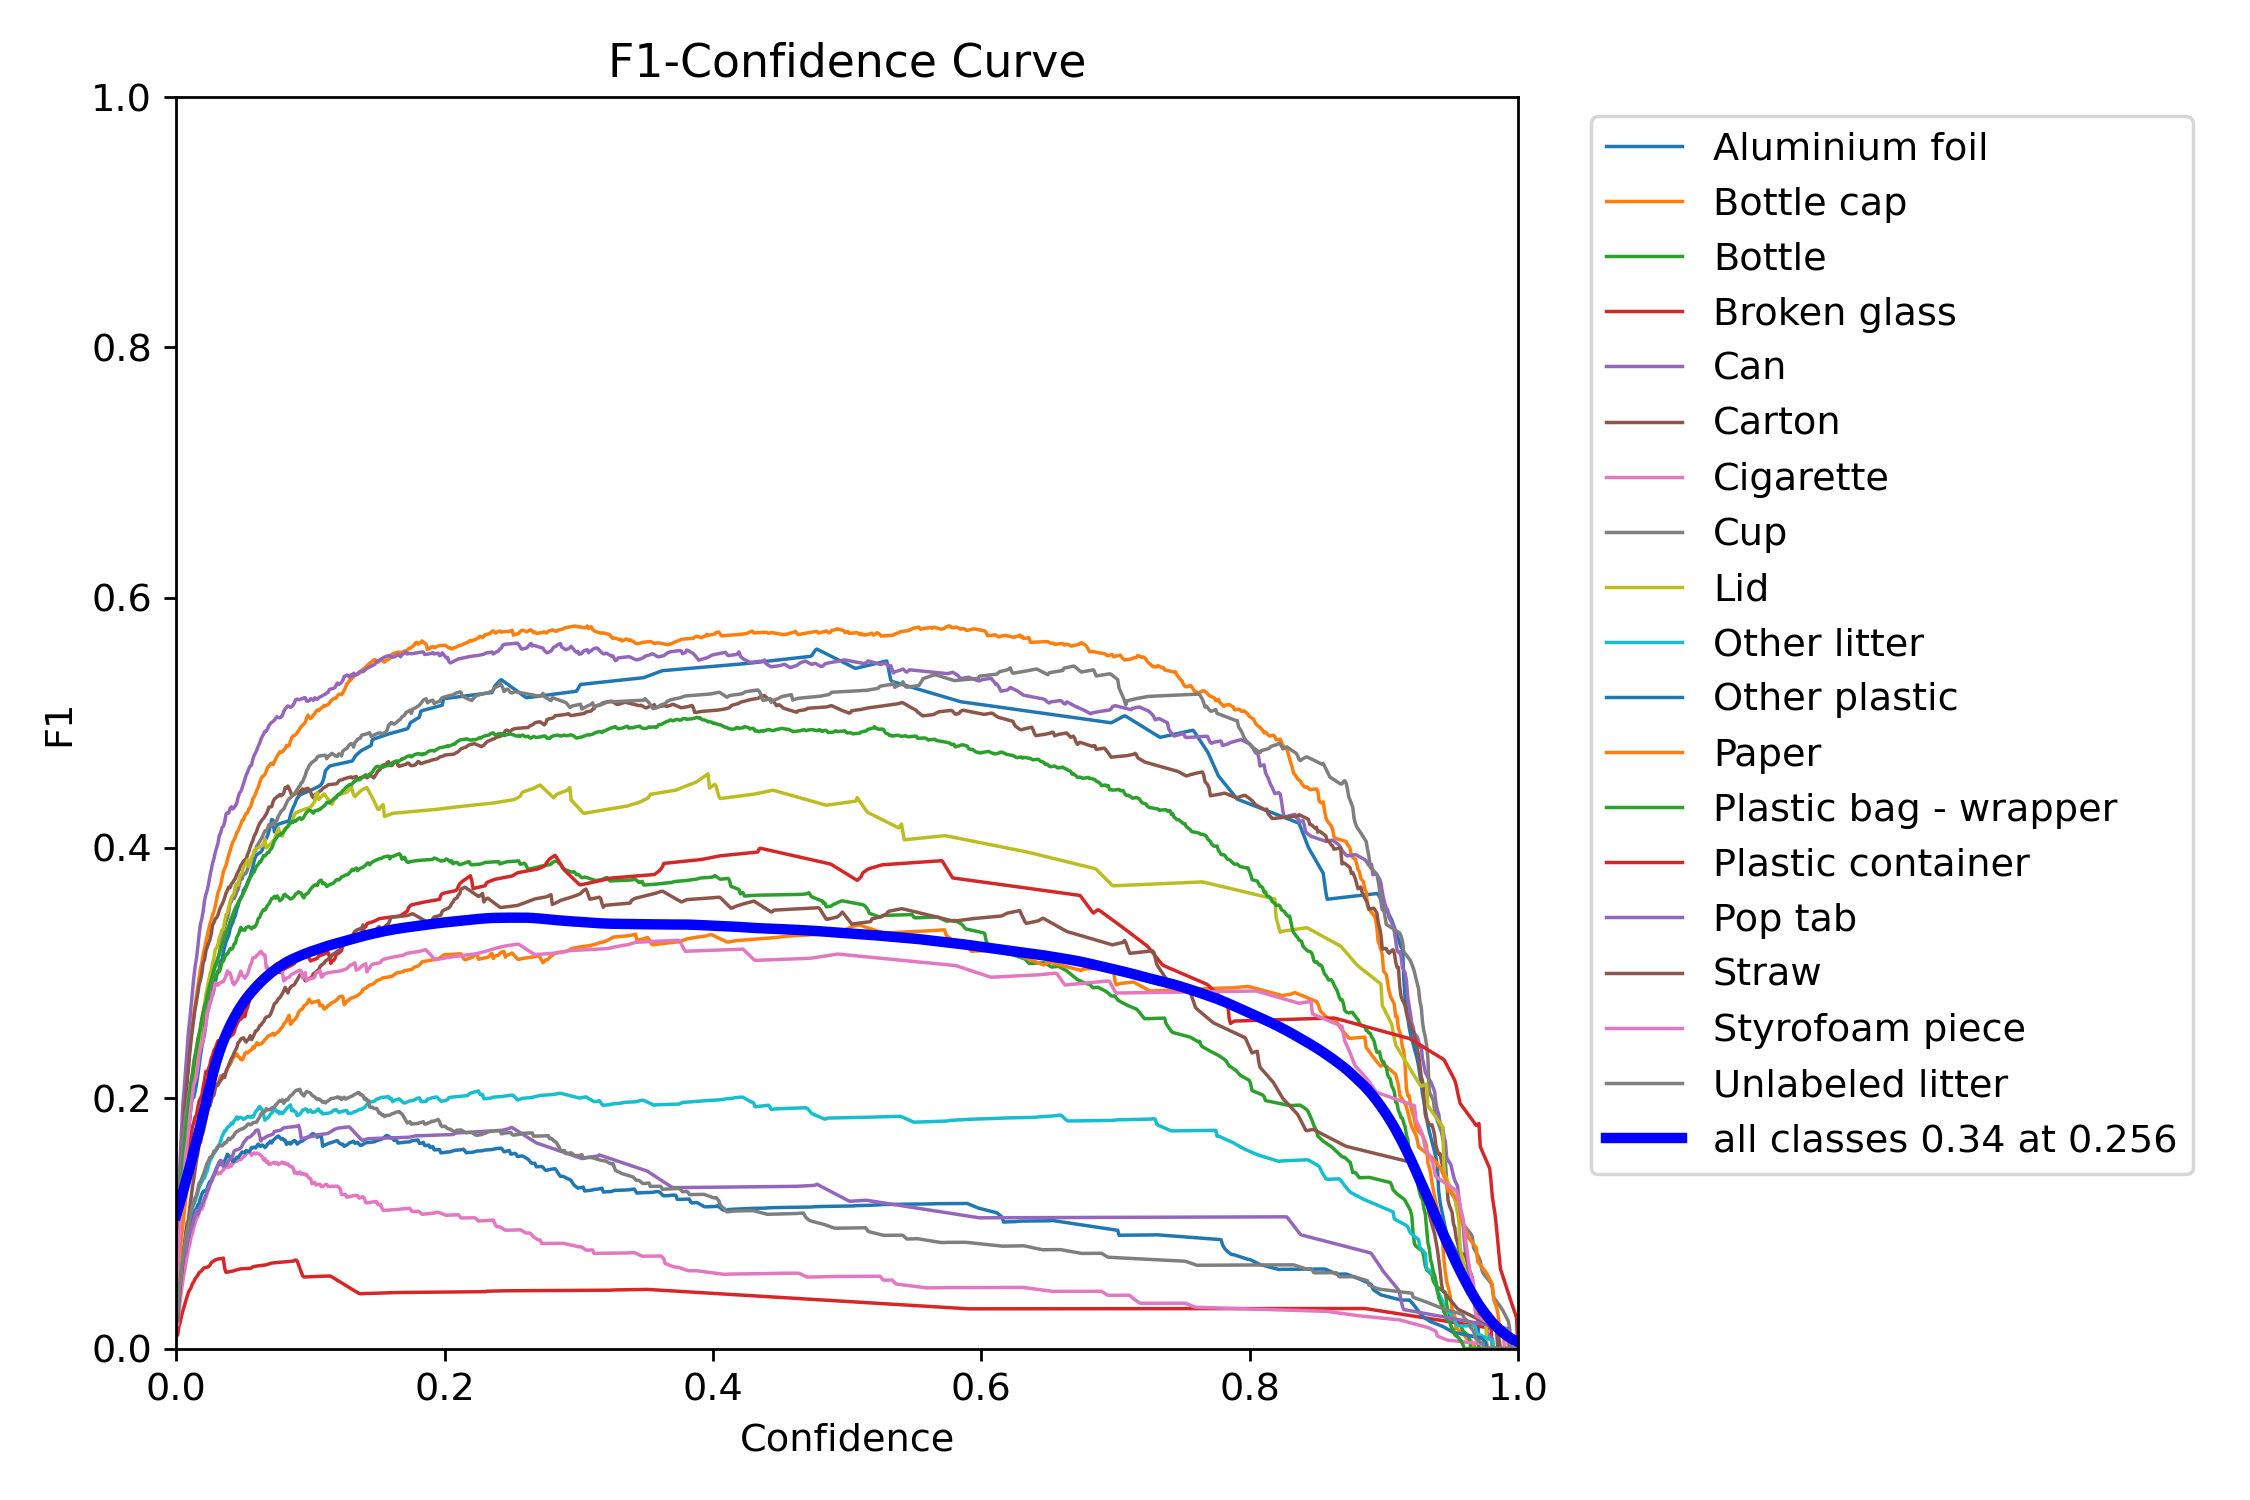 F1-Confidence Curve
1.0
0.8
0.6
0.4
0.2
0.0
F1
0.0 0.2 0.4 0.6 0.8 1.0
Confidence
Aluminium foil
Bottle cap
Bottle
Broken glass
Can
Carton
Cigarette
Cup
Lid
Other litter
Other plastic
Paper
Plastic bag - wrapper
Plastic container
Pop tab
Straw
Styrofoam piece
Unlabeled litter
all classes 0.34 at 0.256